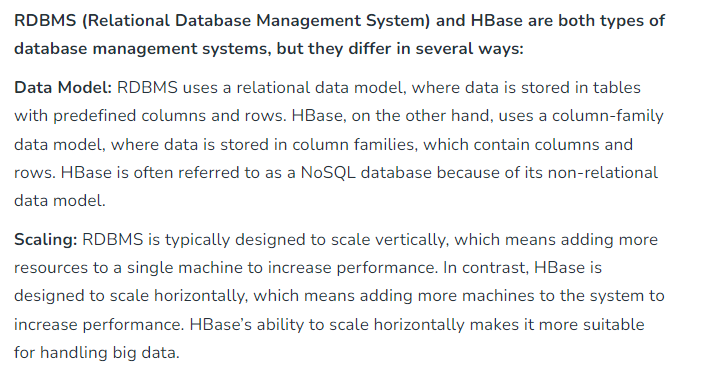 RDBMS (Relational Database Management System) and HBase are both types of
database management systems, but they differ in several ways:
Data Model: RDBMS uses a relational data model, where data is stored in tables
with predefined columns and rows. HBase, on the other hand, uses a column-family
data model, where data is stored in column families, which contain columns and
rows. HBase is often referred to as a NoSQL database because of its non-relational
data model.
Scaling: RDBMS is typically designed to scale vertically, which means adding more
resources to a single machine to increase performance. In contrast, HBase is
designed to scale horizontally, which means adding more machines to the system to
increase performance. HBase’s ability to scale horizontally makes it more suitable
for handling big data.